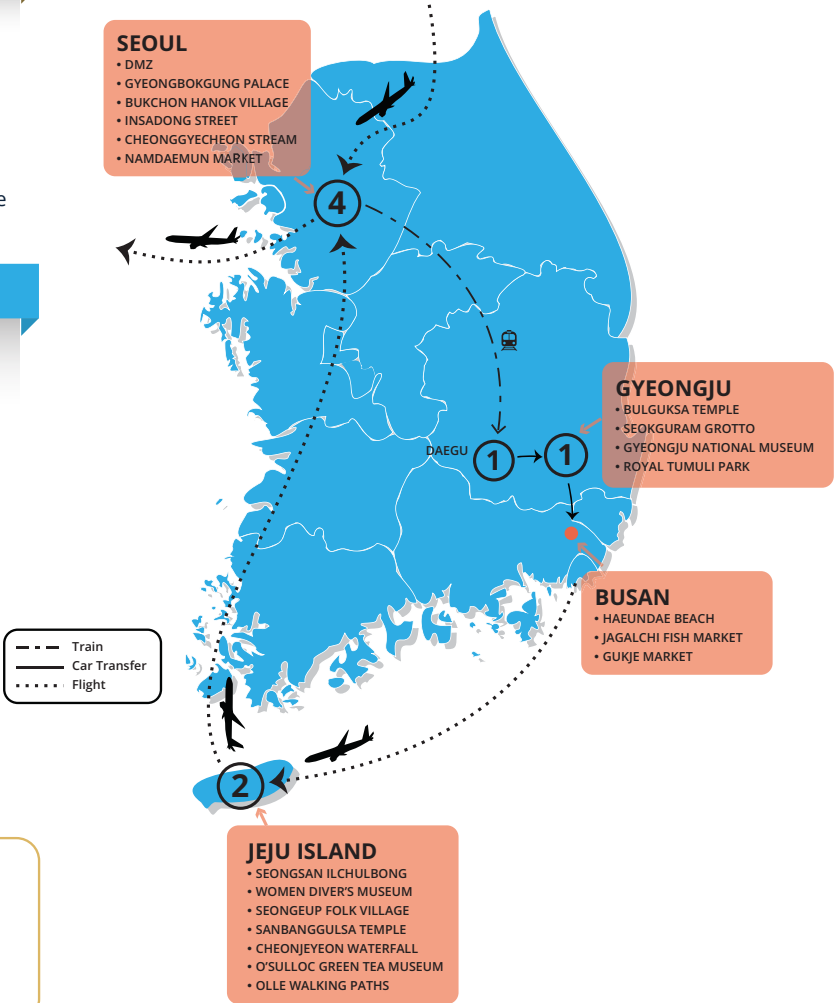 SEOUL
• DMZ
• GYEONGBOKGUNG PALACE
• BUKCHON HANOK VILLAGE
• INSADONG STREET
• CHEONGGYECHEON STREAM
• NAMDAEMUN MARKET
e
4
GYEONGJU
• BULGUKSA TEMPLE
• SEOKGURAM GROTTO
• GYEONGJU NATIONAL MUSEUM
• ROYAL TUMULI PARK
DAEGU
1
1
BUSAN
• HAEUNDAE BEACH
• JAGALCHI FISH MARKET
• GUKJE MARKET
Train
Car Transfer
Flight
2
JEJU ISLAND
• SEONGSAN ILCHULBONG
• WOMEN DIVER'S MUSEUM
• SEONGEUP FOLK VILLAGE
• SANBANGGULSA TEMPLE
• CHEONJEYEON WATERFALL
• O'SULLOC GREEN TEA MUSEUM
• OLLE WALKING PATHS